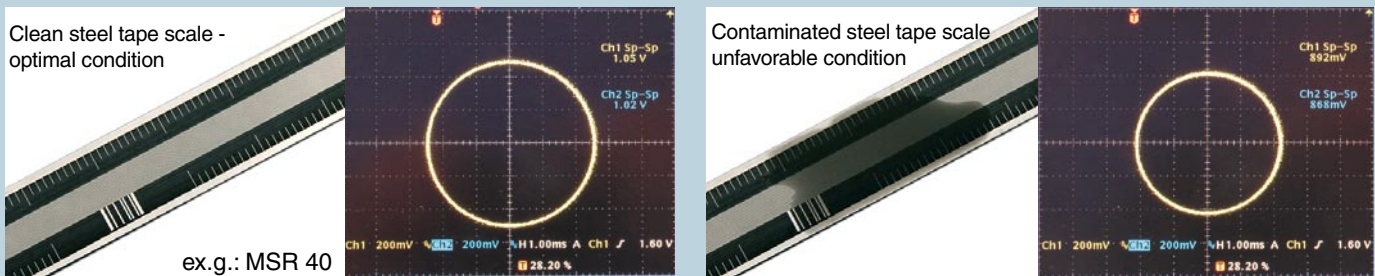 Clean steel tape scale -
optimal condition
ex.g.: MSR 40
T
Ch1 Sp-Sp
1.05 V
Ch2 Sp-Sp
1.02 V
Ch1 200mV Ch2 200mV H1.00ms A Ch1 1.60 V
T 28.20 %
Contaminated steel tape scale
unfavorable condition
T
Ch1 Sp-Sp
892mV
Ch2 Sp-Sp
868mV
Ch1 200mV Ch2 200mV H1.00ms A Ch1 1.60 V
T 28.20 %